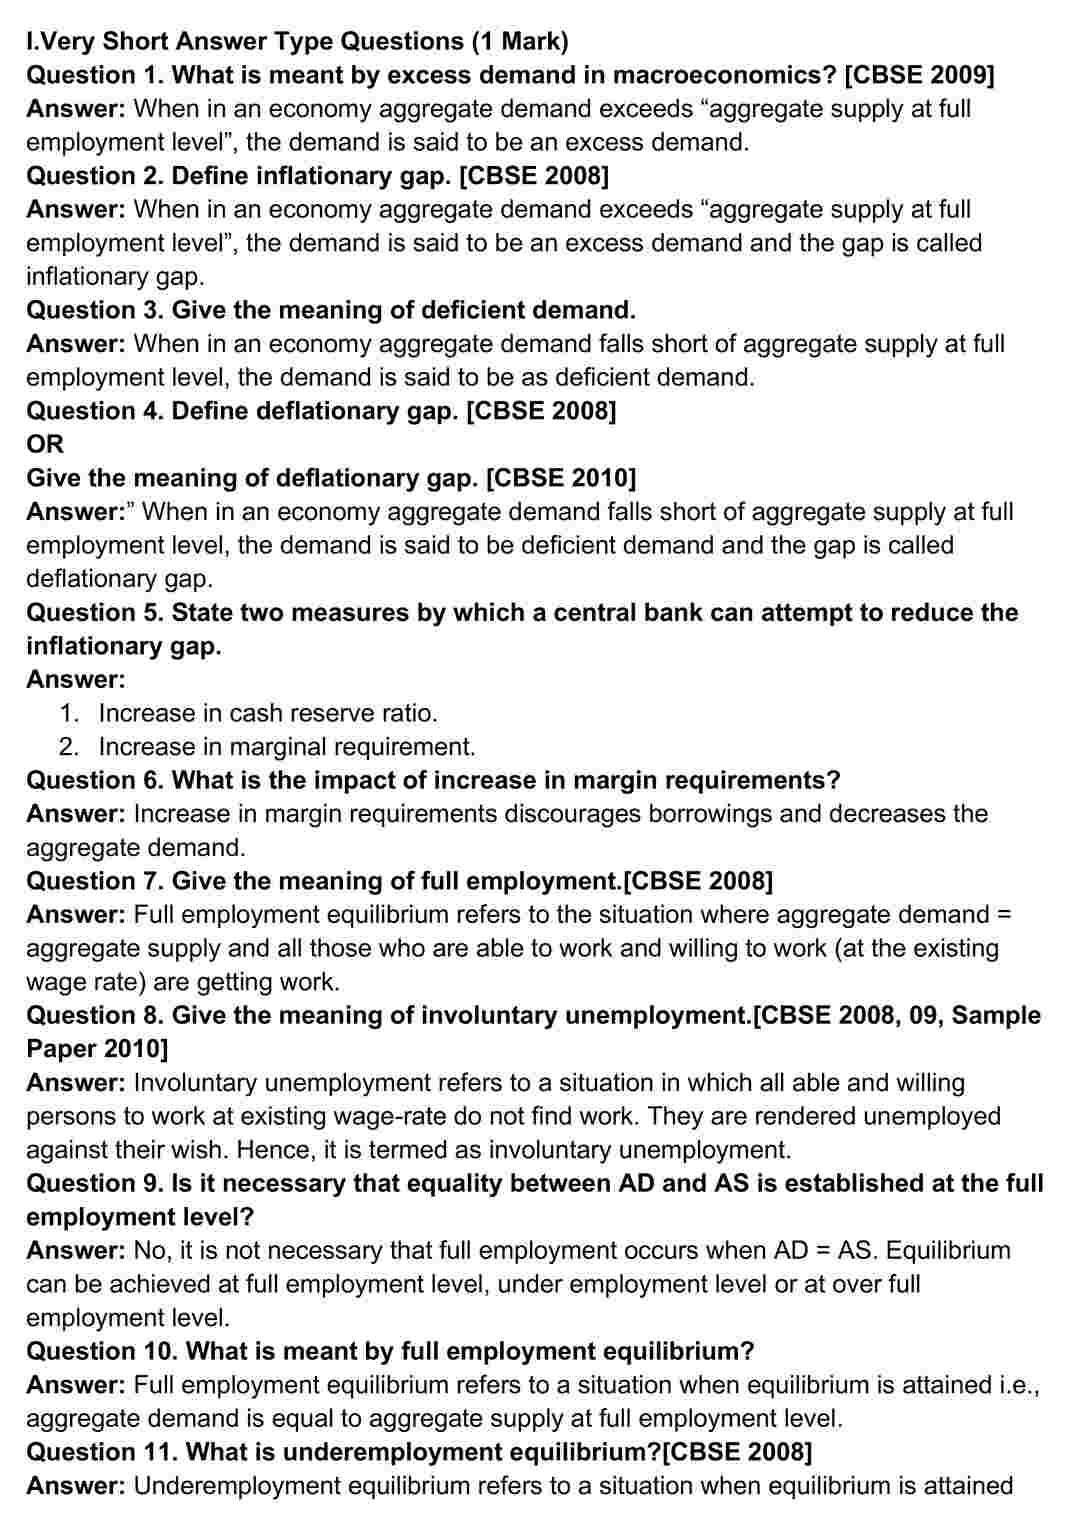 I.Very Short Answer Type Questions (1 Mark)
Question 1. What is meant by excess demand in macroeconomics? [CBSE 2009]
Answer: When in an economy aggregate demand exceeds “aggregate supply at full
employment level”, the demand is said to be an excess demand.
Question 2. Define inflationary gap. [CBSE 2008]
Answer: When in an economy aggregate demand exceeds “aggregate supply at full
employment level”, the demand is said to be an excess demand and the gap is called
inflationary gap.
Question 3. Give the meaning of deficient demand.
Answer: When in an economy aggregate demand falls short of aggregate supply at full
employment level, the demand is said to be as deficient demand.
Question 4. Define deflationary gap. [CBSE 2008]
OR
Give the meaning of deflationary gap. [CBSE 2010]
Answer:” When in an economy aggregate demand falls short of aggregate supply at full
employment level, the demand is said to be deficient demand and the gap is called
deflationary gap.
Question 5. State two measures by which a central bank can attempt to reduce the
inflationary gap.
Answer:
1. Increase in cash reserve ratio.
2. Increase in marginal requirement.
Question 6. What is the impact of increase in margin requirements?
Answer: Increase in margin requirements discourages borrowings and decreases the
aggregate demand.
Question 7. Give the meaning of full employment.[CBSE 2008]
Answer: Full employment equilibrium refers to the situation where aggregate demand =
aggregate supply and all those who are able to work and willing to work (at the existing
wage rate) are getting work.
Question 8. Give the meaning of involuntary unemployment.[CBSE 2008, 09, Sample
Paper 2010]
Answer: Involuntary unemployment refers to a situation in which all able and willing
persons to work at existing wage-rate do not find work. They are rendered unemployed
against their wish. Hence, it is termed as involuntary unemployment.
Question 9. Is it necessary that equality between AD and AS is established at the full
employment level?
Answer: No, it is not necessary that full employment occurs when AD = AS. Equilibrium
can be achieved at full employment level, under employment level or at over full
employment level.
Question 10. What is meant by full employment equilibrium?
Answer: Full employment equilibrium refers to a situation when equilibrium is attained i.e.,
aggregate demand is equal to aggregate supply at full employment level.
Question 11. What is underemployment equilibrium?[CBSE 2008]
Answer: Underemployment equilibrium refers to a situation when equilibrium is attained